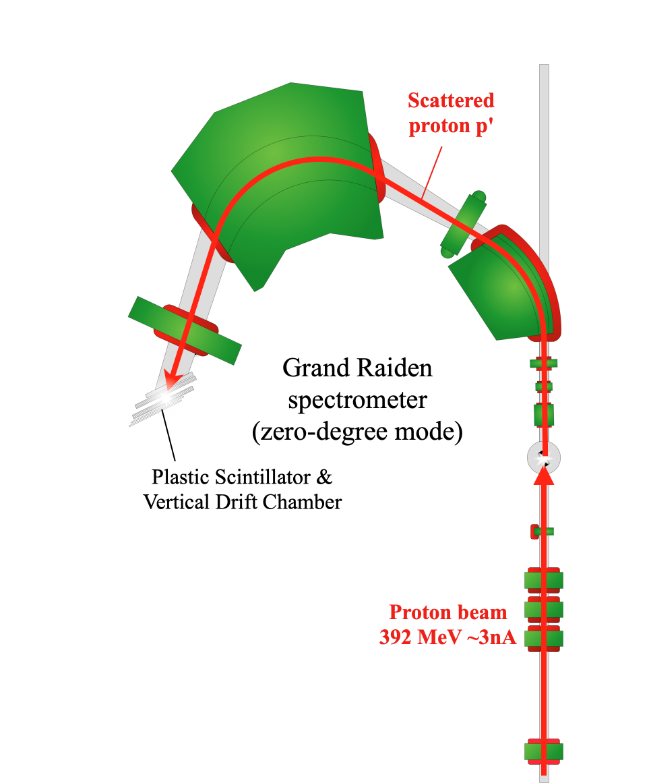 Scattered
proton p'
Grand Raiden
spectrometer
(zero-degree mode)
Plastic Scintillator &
Vertical Drift Chamber
Proton beam
392 MeV ~3nA